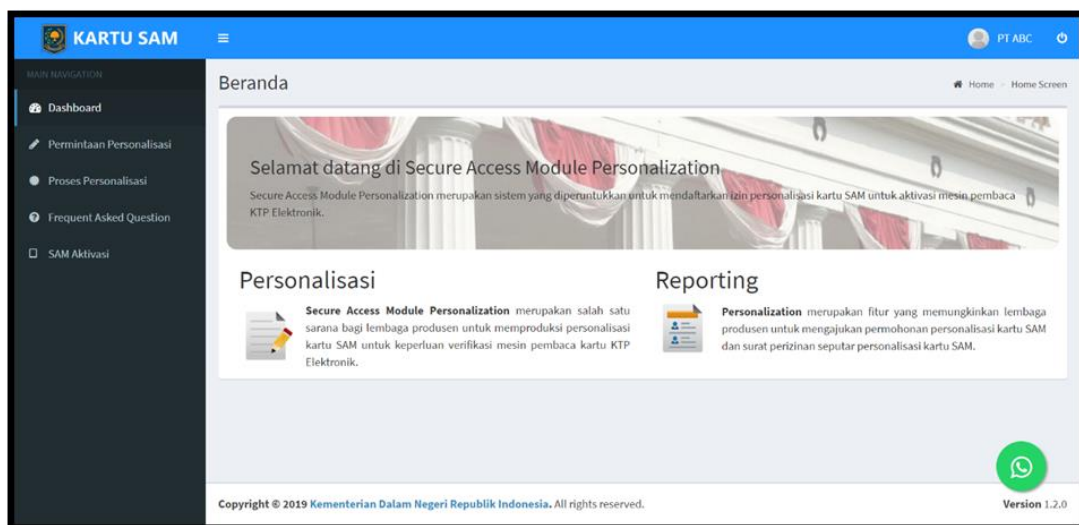 KARTU SAM
PT ABC
MAIN NAVIGATION
Dashboard
Permintaan Personalisasi
Proses Personalisasi
Frequent Asked Question
SAM Aktivasi
Beranda
Home - Home Screen
Selamat datang di Secure Access Module Personalization
Secure Access Module Personalization merupakan sistem yang diperuntukkan untuk mendaftarkan izin personalisasi kartu SAM untuk aktivasi mesin pembaca
KTP Elektronik.
Personalisasi
Secure Access Module Personalization merupakan salah satu
sarana bagi lembaga produsen untuk memproduksi personalisasi
kartu SAM untuk keperluan verifikasi mesin pembaca kartu KTP
Elektronik.
Reporting
Personalization merupakan fitur yang memungkinkan lembaga
produsen untuk mengajukan permohonan personalisasi kartu SAM
dan surat perizinan seputar personalisasi kartu SAM.
Copyright © 2019 Kementerian Dalam Negeri Republik Indonesia. All rights reserved.
Version 1.2.0